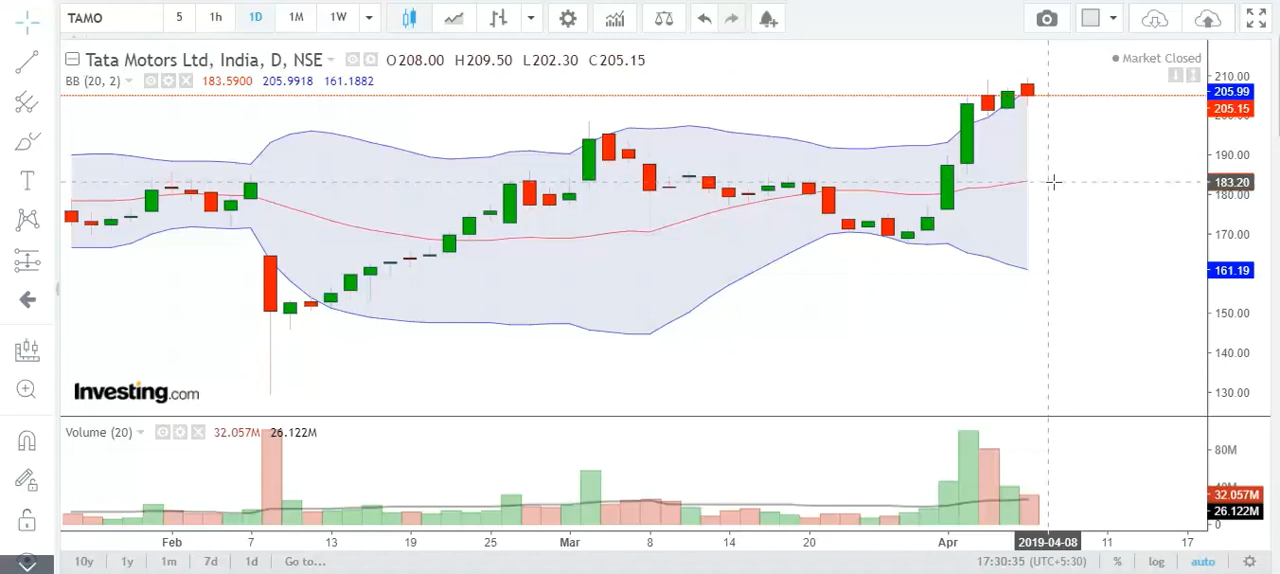 TAMO 5 1h 1D 1M 1W
Tata Motors Ltd, India, D, NSE O208.00 H209.50 L202.30 C205.15
Market Closed
BB (20, 2) 183.5900 205.9918 161.1882
210.00
205.99
205.15
190.00
183.20
180.00
170.00
161.19
150.00
140.00
130.00
Investing.com
Volume (20) 32.057M 26.122M
80M
32.057M
26.122M
0
Feb 7 13 19 25 Mar 8 14 20 Apr 2019-04-08 11 17
10y 1y 1m 7d 1d Go to... 17:30:35 (UTC+5:30) % log auto